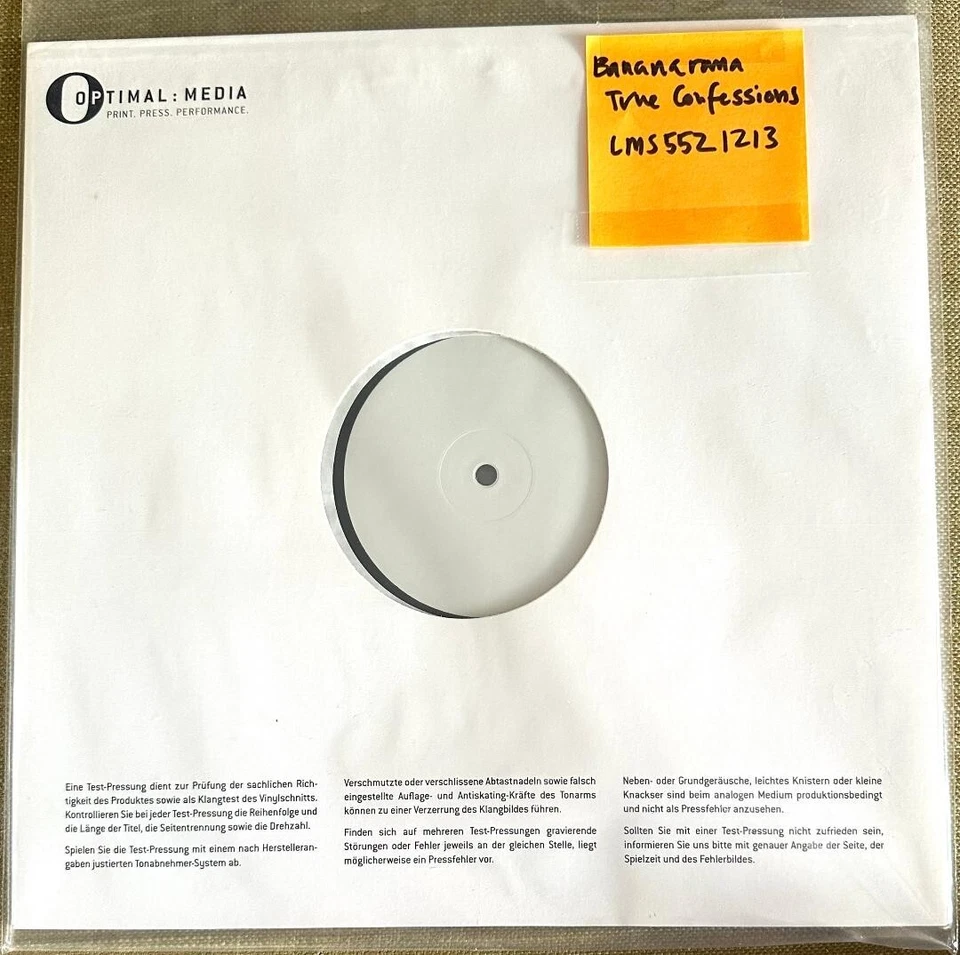 OPTIMAL : MEDIA
PRINT. PRESS. PERFORMANCE.
Bananarama
True Confessions
LMS5521213
Eine Test-Pressung dient zur Prüfung der sachlichen Rich-
tigkeit des Produktes sowie als Klangtest des Vinylschnitts.
Kontrollieren Sie bei jeder Test-Pressung die Reihenfolge und
die Länge der Titel, die Seitentrennung sowie die Drehzahl.
Spielen Sie die Test-Pressung mit einem nach Herstelleran-
gaben justierten Tonabnehmer-System ab.
Verschmutzte oder verschlissene Abtastnadeln sowie falsch
eingestellte Auflage- und Antiskating-Kräfte des Tonarms
können zu einer Verzerrung des Klangbildes führen.
Finden sich auf mehreren Test-Pressungen gravierende
Störungen oder Fehler jeweils an der gleichen Stelle, liegt
möglicherweise ein Pressfehler vor.
Neben- oder Grundgeräusche, leichtes Knistern oder kleine
Knackser sind beim analogen Medium produktionsbedingt
und nicht als Pressfehler anzusehen.
Sollten Sie mit einer Test-Pressung nicht zufrieden sein,
informieren Sie uns bitte mit genauer Angabe der Seite, der
Spielzeit und des Fehlerbildes.